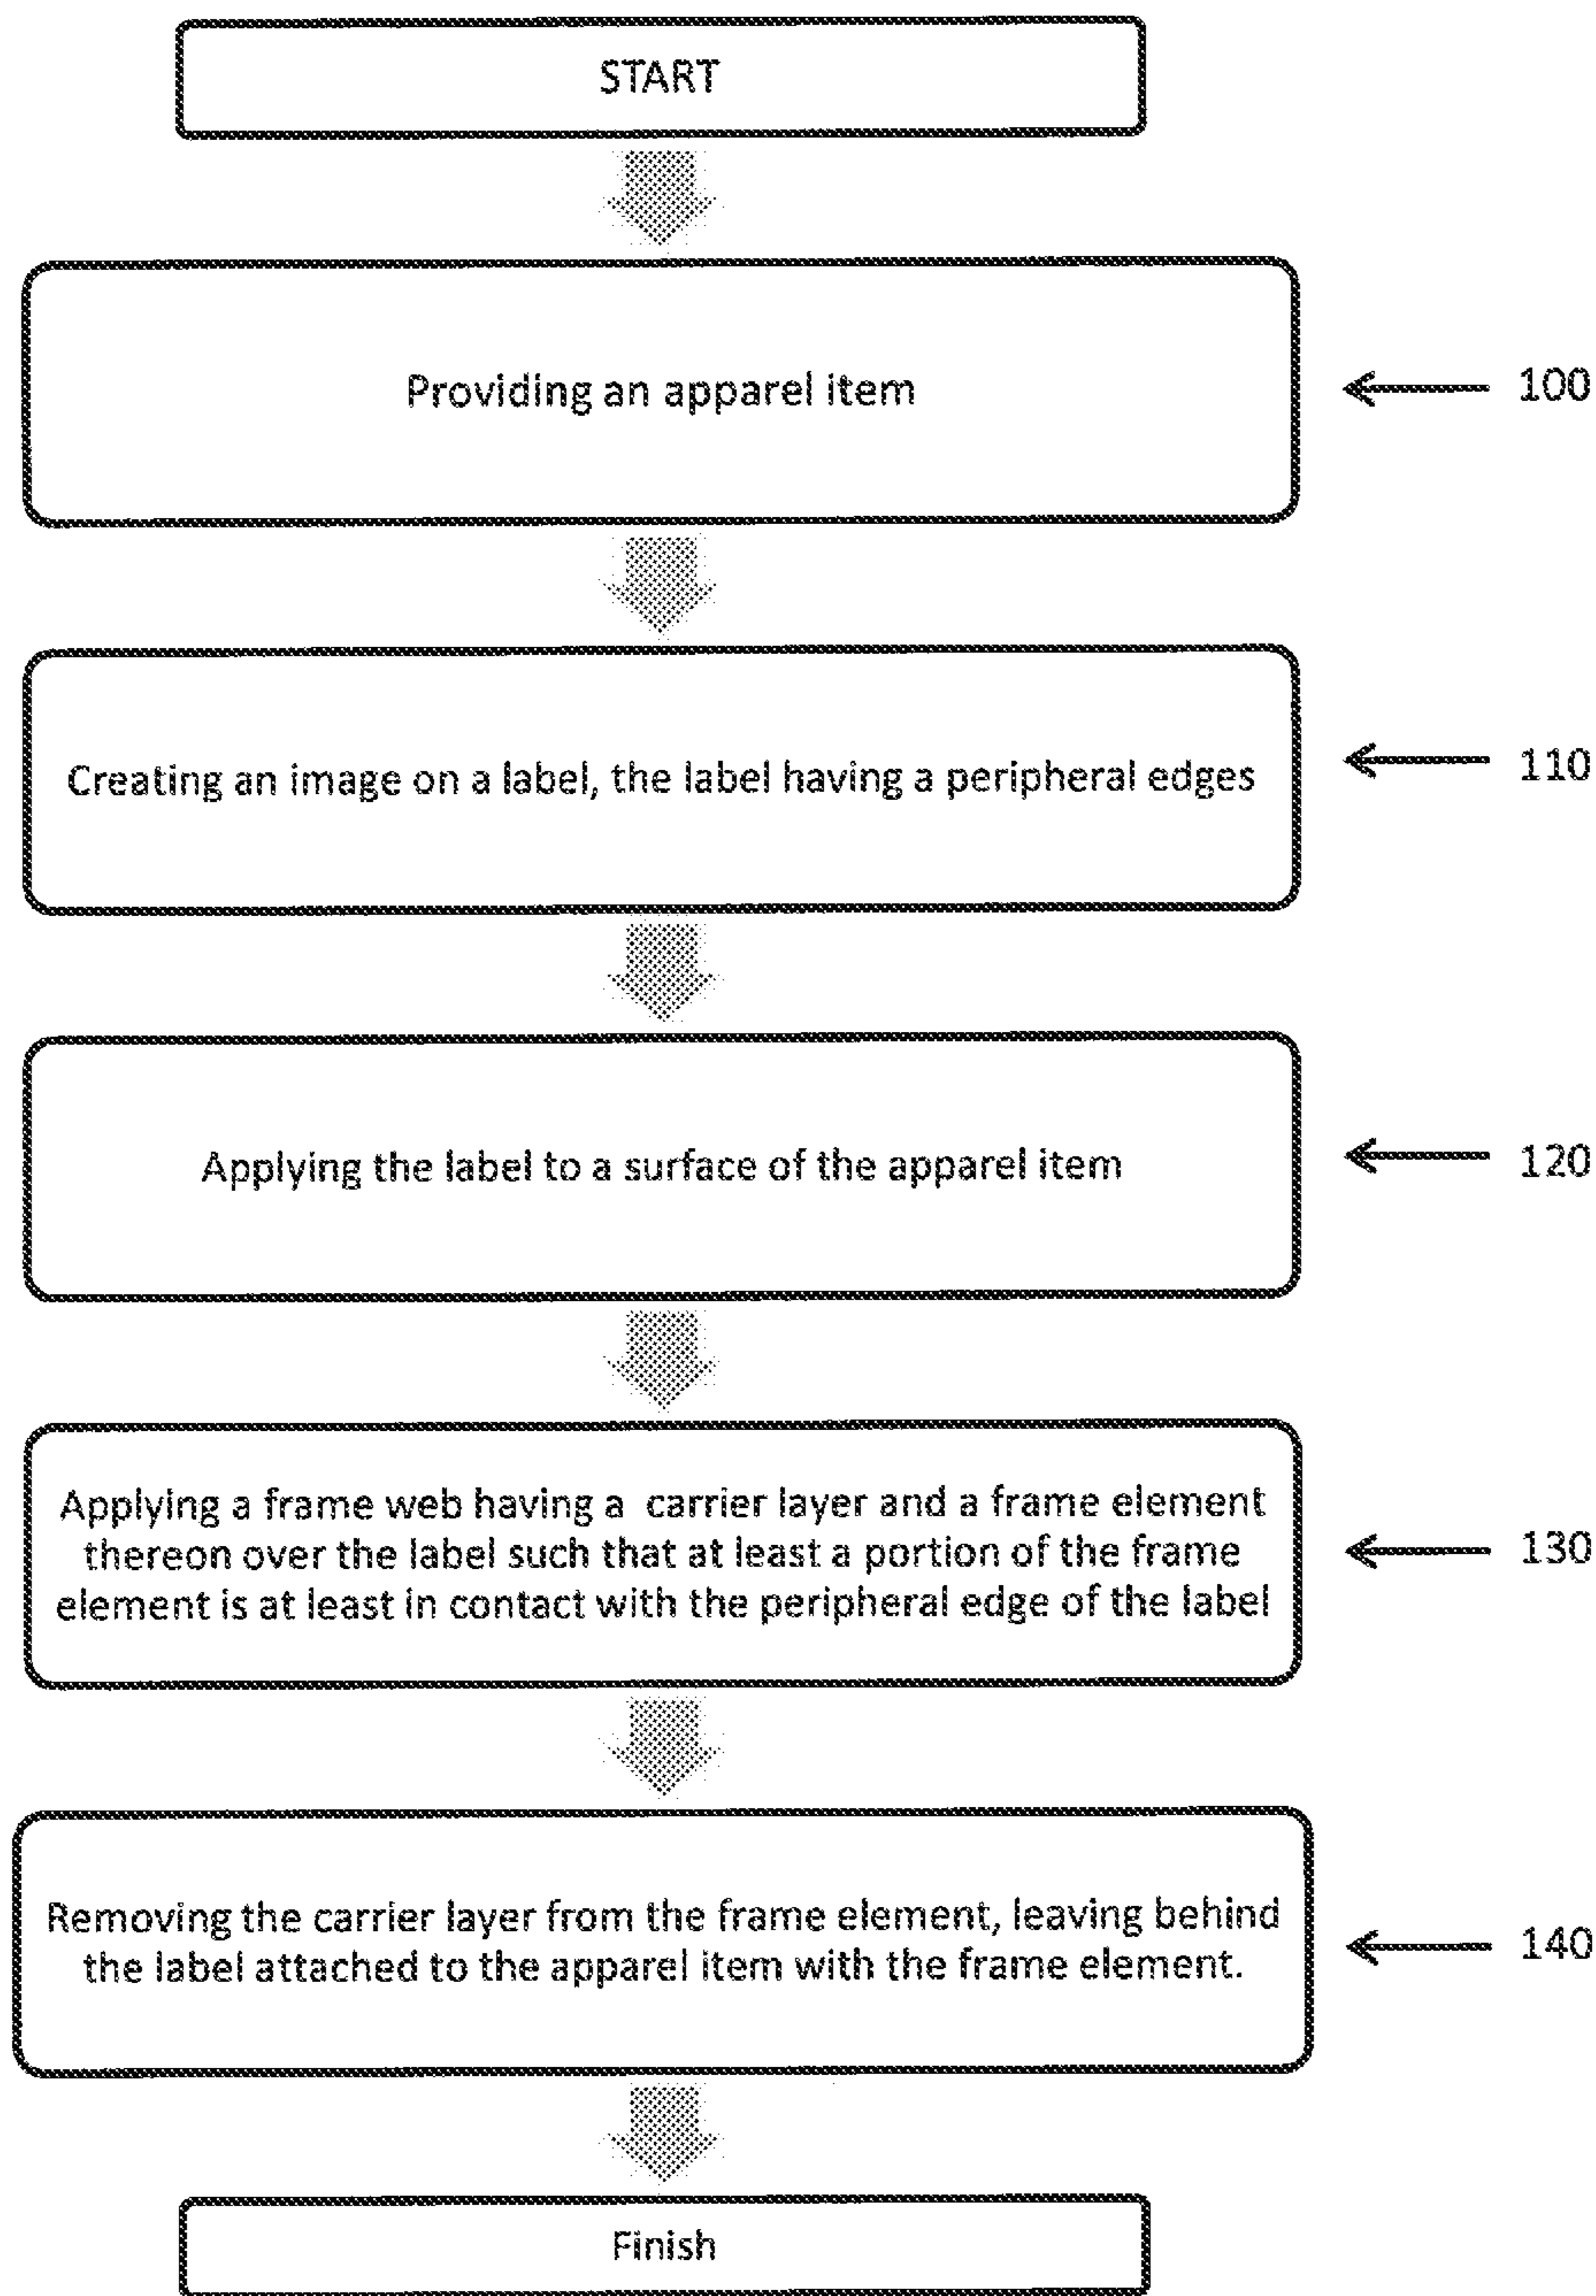 START
Providing an apparel item
100
Creating an image on a label, the label having a peripheral edges
110
Applying the label to a surface of the apparel item
120
Applying a frame web having a carrier layer and a frame element
thereon over the label such that at least a portion of the frame
element is at least in contact with the peripheral edge of the label
130
Removing the carrier layer from the frame element, leaving behind
the label attached to the apparel item with the frame element.
140
Finish